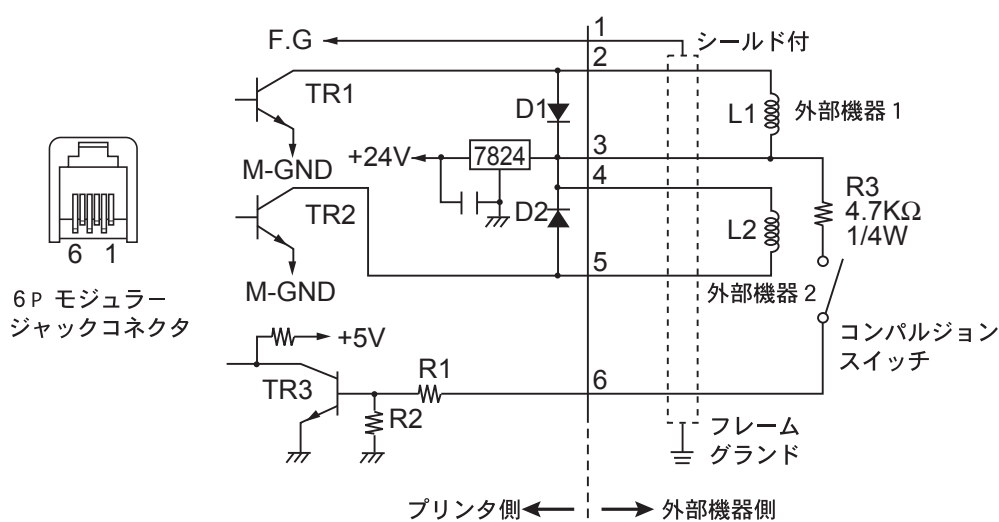 F.G
1
シールド付
2
TR1
D1
L1
外部機器 1
M-GND
+24V
7824
3
4
R3
4.7KΩ
1/4W
TR2
D2
L2
6 1
M-GND
5
外部機器 2
6P モジュラー
ジャックコネクタ
+5V
コンパルジョン
スイッチ
TR3
R1
6
R2
フレーム
グランド
プリンタ側
外部機器側